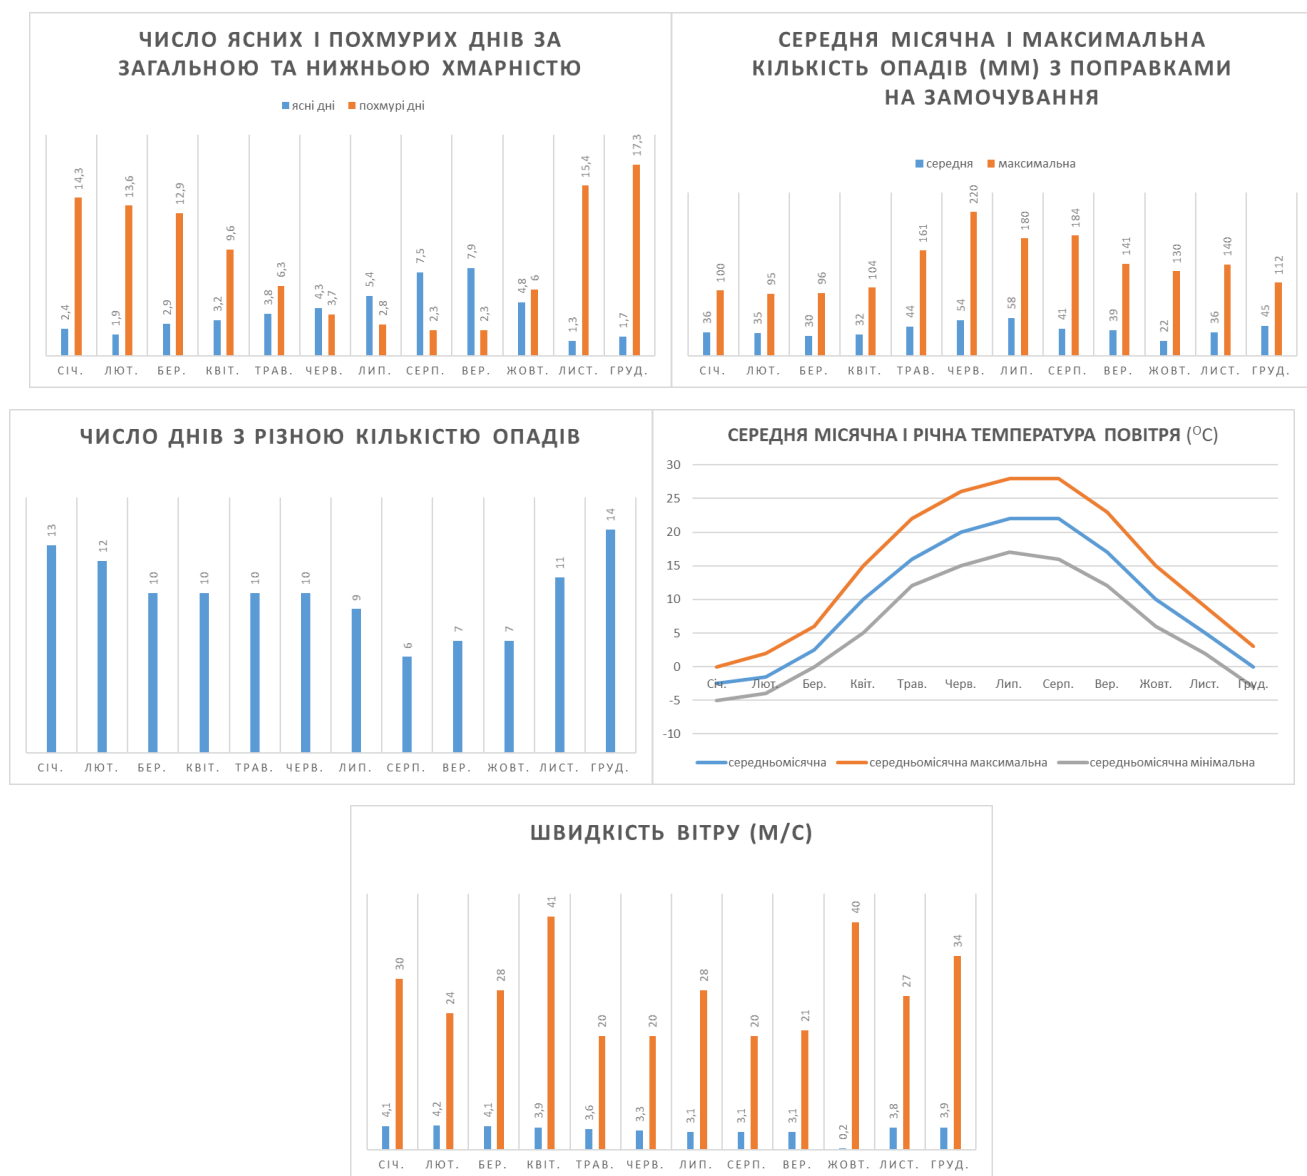 ЧИСЛО ЯСНИХ І ПОХМУРИХ ДНІВ ЗА
ЗАГАЛЬНОЮ ТА НИЖНЬОЮ ХМАРНІСТЮ
ясні дні похмурі дні
2,4 14,3 1,9 13,6 2,9 12,9 3,2 9,6 3,8 6,3 4,3 3,7 5,4 2,8 7,5 2,3 7,9 2,3 4,8 6 1,3 15,4 1,7 17,3
СІЧ. ЛЮТ. БЕР. КВІТ. ТРАВ. ЧЕРВ. ЛИП. СЕРП. ВЕР. ЖОВТ. ЛИСТ. ГРУД.
СЕРЕДНЯ МІСЯЧНА І МАКСИМАЛЬНА
КІЛЬКІСТЬ ОПАДІВ (ММ) З ПОПРАВКАМИ
НА ЗАМОЧУВАННЯ
середня максимальна
36 100 35 95 30 96 32 104 44 161 54 220 58 180 41 184 39 141 22 130 36 140 45 112
СІЧ. ЛЮТ. БЕР. КВІТ. ТРАВ. ЧЕРВ. ЛИП. СЕРП. ВЕР. ЖОВТ. ЛИСТ. ГРУД.
ЧИСЛО ДНІВ З РІЗНОЮ КІЛЬКІСТЮ ОПАДІВ
13 12 10 10 10 10 9 6 7 7 11 14
СІЧ. ЛЮТ. БЕР. КВІТ. ТРАВ. ЧЕРВ. ЛИП. СЕРП. ВЕР. ЖОВТ. ЛИСТ. ГРУД.
СЕРЕДНЯ МІСЯЧНА І РІЧНА ТЕМПЕРАТУРА ПОВІТРЯ (ᴼС)
30
25
20
15
10
5
0
Січ. Лют. Бер. Квіт. Трав. Черв. Лип. Серп. Вер. Жовт. Лист. Груд.
-5
-10
середньомісячна середньомісячна максимальна середньомісячна мінімальна
ШВИДКІСТЬ ВІТРУ (М/С)
4,1 30 4,2 24 4,1 28 3,9 41 3,6 20 3,3 20 3,1 28 3,1 20 3,1 21 0,2 40 3,8 27 3,9 34
СІЧ. ЛЮТ. БЕР. КВІТ. ТРАВ. ЧЕРВ. ЛИП. СЕРП. ВЕР. ЖОВТ. ЛИСТ. ГРУД.